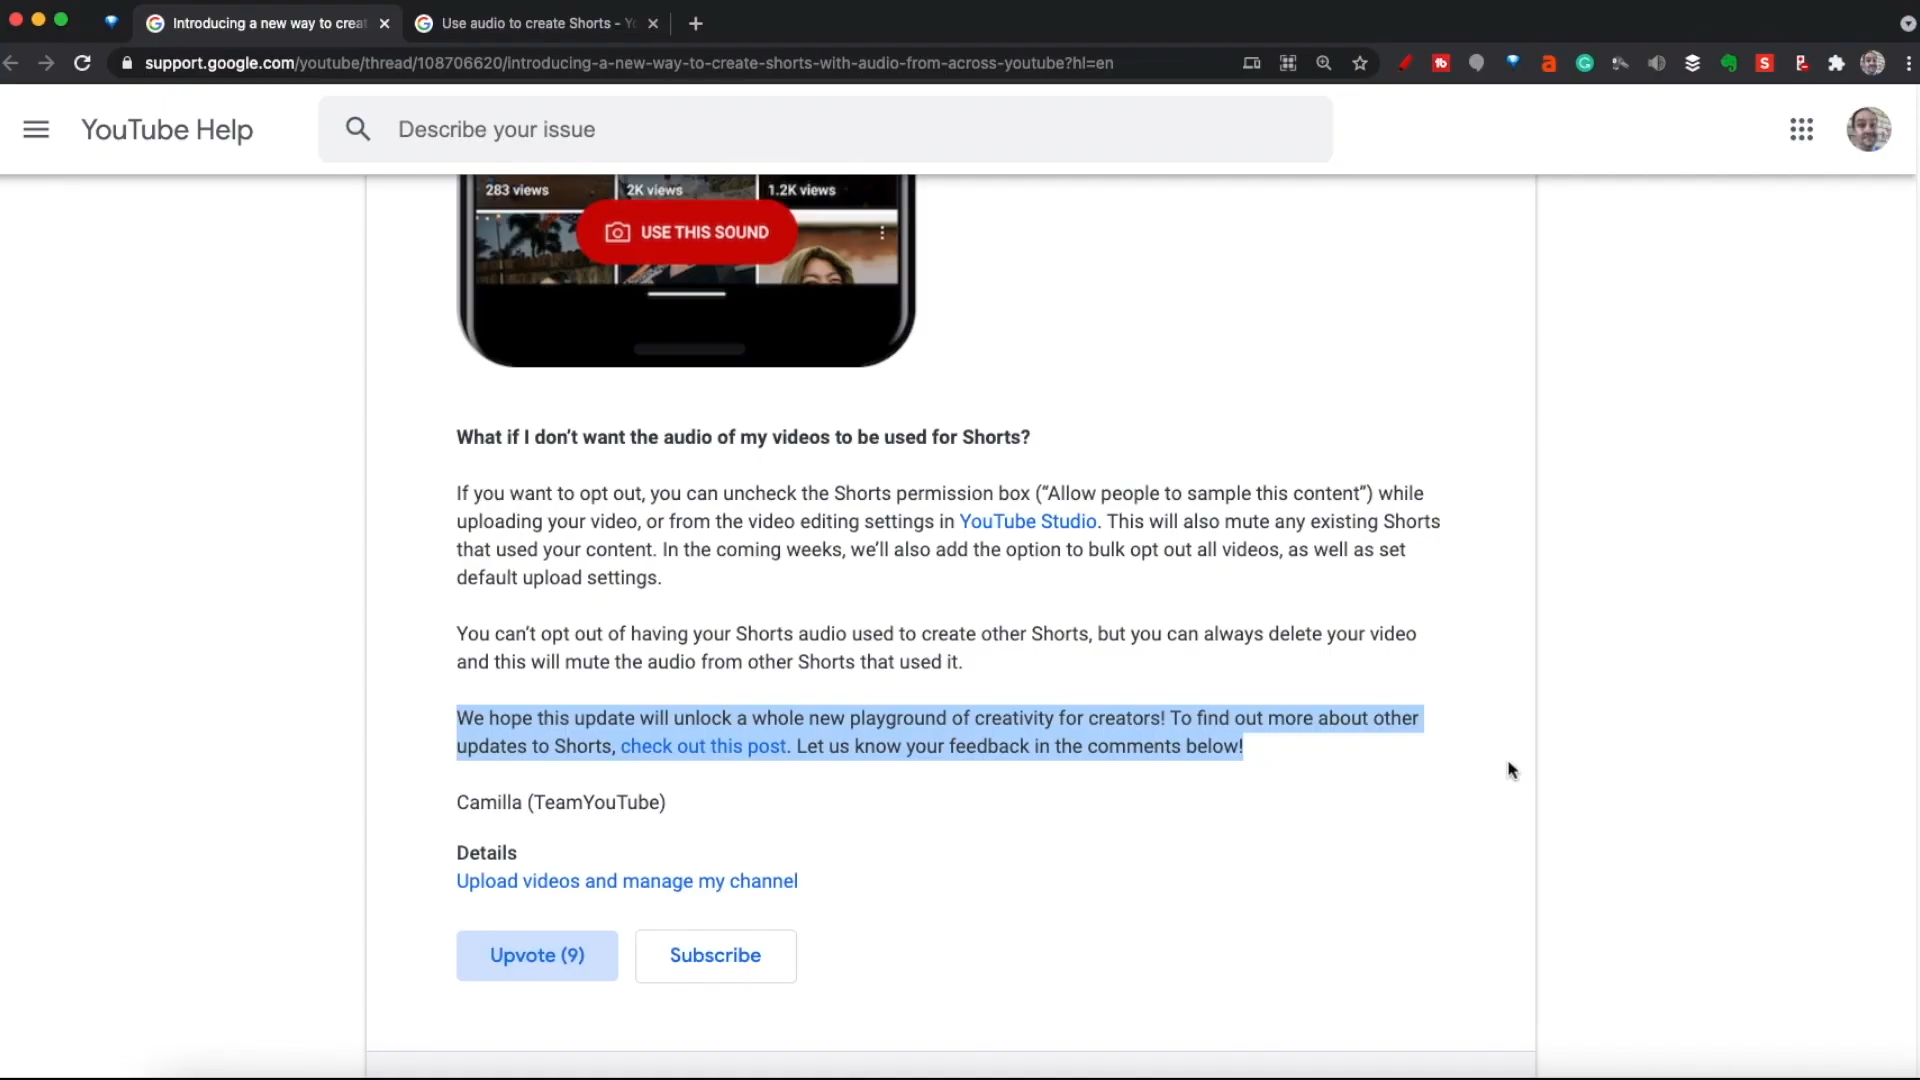 Introducing a new way to creat
Use audio to create Shorts - Yo
support.google.com/youtube/thread/108706620/introducing-a-new-way-to-create-shorts-with-audio-from-across-youtube?hl=en
YouTube Help
Describe your issue
283 views
2K views
1.2K views
USE THIS SOUND
What if I don’t want the audio of my videos to be used for Shorts?
If you want to opt out, you can uncheck the Shorts permission box (“Allow people to sample this content”) while
uploading your video, or from the video editing settings in YouTube Studio. This will also mute any existing Shorts
that used your content. In the coming weeks, we’ll also add the option to bulk opt out all videos, as well as set
default upload settings.
You can’t opt out of having your Shorts audio used to create other Shorts, but you can always delete your video
and this will mute the audio from other Shorts that used it.
We hope this update will unlock a whole new playground of creativity for creators! To find out more about other
updates to Shorts, check out this post. Let us know your feedback in the comments below!
Camilla (TeamYouTube)
Details
Upload videos and manage my channel
Upvote (9)
Subscribe